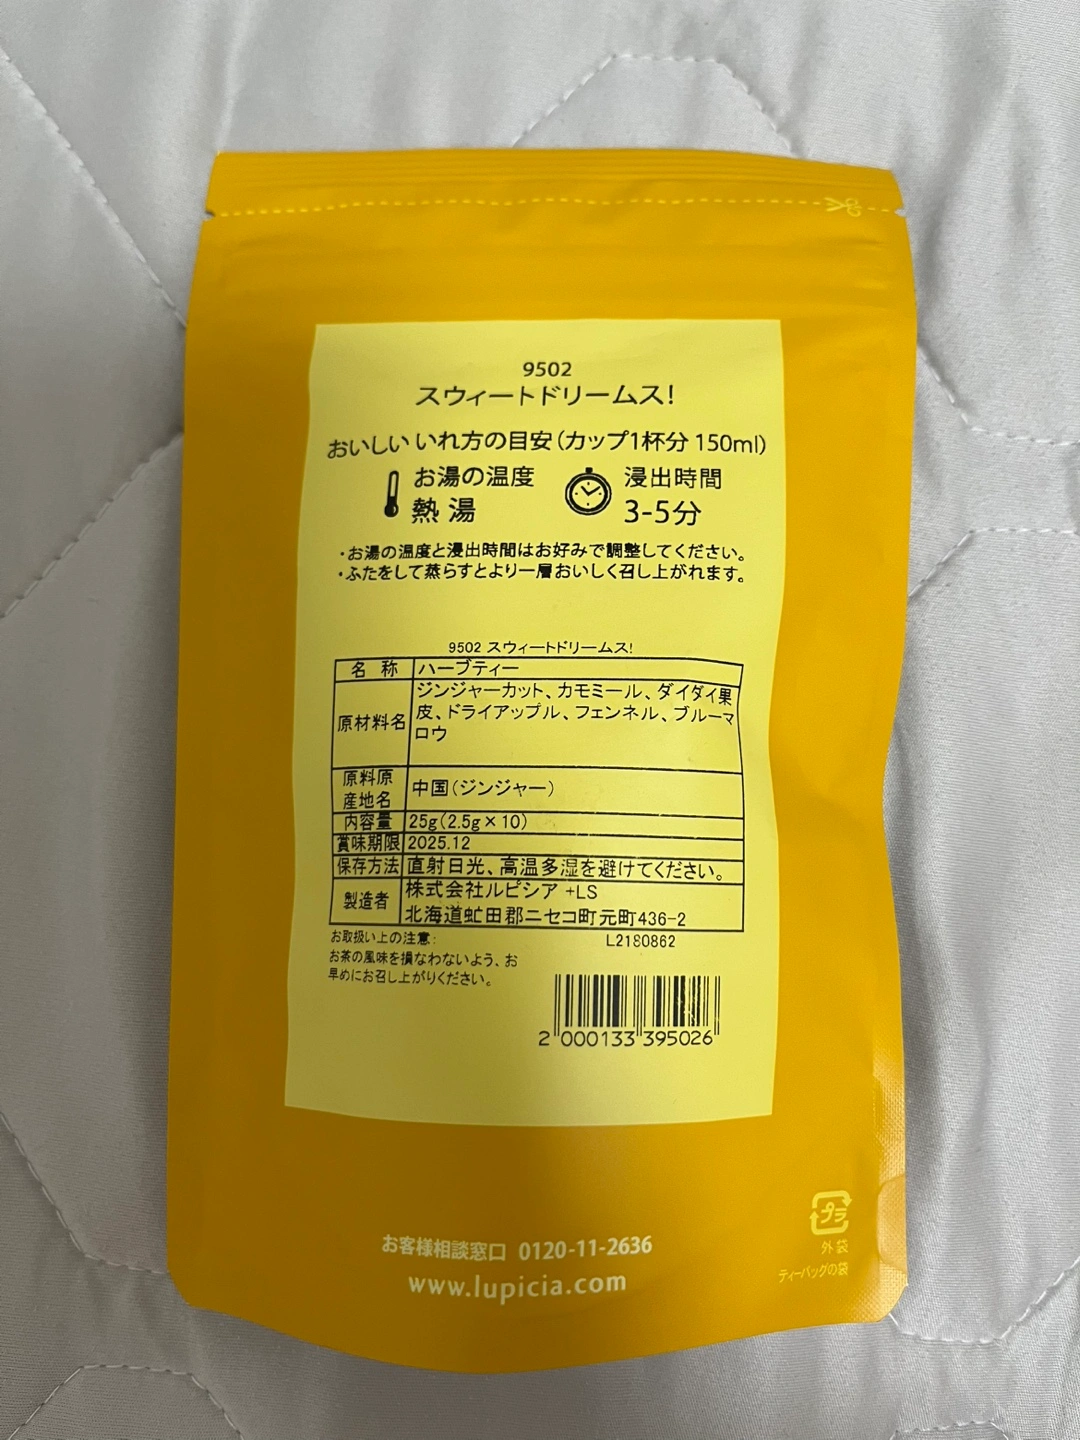 9502
スウィートドリームス!
おいしい いれ方の目安(カップ1杯分 150ml)
お湯の温度
熱湯
浸出時間
3-5分
・お湯の温度と浸出時間はお好みで調整してください。
・ふたをして蒸らすとより一層おいしく召し上がれます。
9502 スウィートドリームス!
名 称 ハーブティー
原材料名 ジンジャーカット、カモミール、ダイダイ果
皮、ドライアップル、フェンネル、ブルーマ
ロウ
原料原
産地名 中国(ジンジャー)
内容量 25g(2.5g×10)
賞味期限 2025.12
保存方法 直射日光、高温多湿を避けてください。
製造者 株式会社ルピシア +LS
北海道虻田郡ニセコ町元町436-2
お取扱い上の注意:
L2180862
お茶の風味を損なわないよう、お
早めにお召し上がりください。
2 000133 395026
プラ
外袋
ティーバッグの袋
お客様相談窓口 0120-11-2636
www.lupicia.com